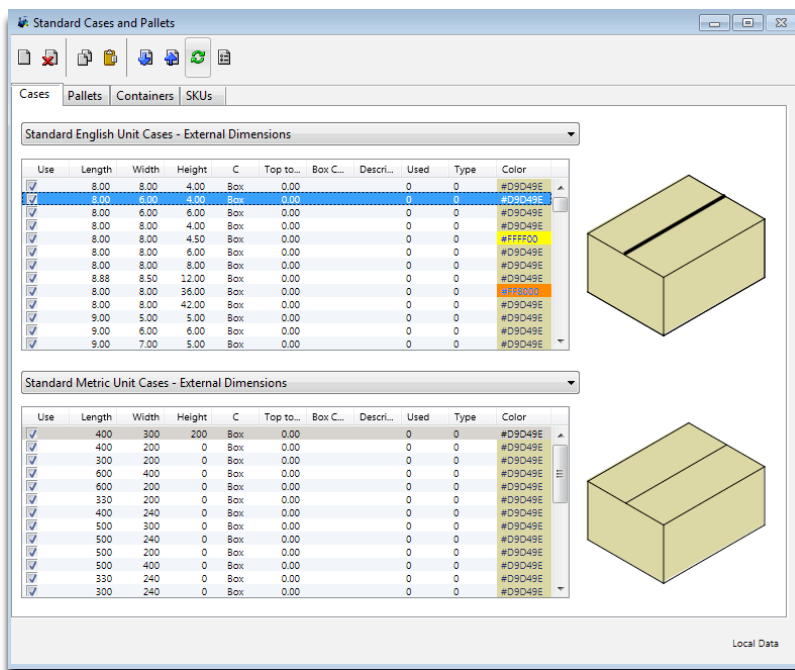 Standard Cases and Pallets
Cases Pallets Containers SKUs
Standard English Unit Cases - External Dimensions
Use Length Width Height C Top to... Box C... Descri... Used Type Color
8.00 8.00 4.00 Box 0.00 0 0 #D9D49E
8.00 6.00 4.00 Box 0.00 0 0 #D9D49E
8.00 6.00 6.00 Box 0.00 0 0 #D9D49E
8.00 8.00 4.00 Box 0.00 0 0 #D9D49E
8.00 8.00 4.50 Box 0.00 0 0 #FFFF00
8.00 8.00 6.00 Box 0.00 0 0 #D9D49E
8.00 8.00 8.00 Box 0.00 0 0 #D9D49E
8.88 8.50 12.00 Box 0.00 0 0 #D9D49E
8.00 8.00 36.00 Box 0.00 0 0 #FF8000
8.00 8.00 42.00 Box 0.00 0 0 #D9D49E
9.00 5.00 5.00 Box 0.00 0 0 #D9D49E
9.00 6.00 6.00 Box 0.00 0 0 #D9D49E
9.00 7.00 5.00 Box 0.00 0 0 #D9D49E
Standard Metric Unit Cases - External Dimensions
Use Length Width Height C Top to... Box C... Descri... Used Type Color
400 300 200 Box 0.00 0 0 #D9D49E
400 200 0 Box 0.00 0 0 #D9D49E
300 200 0 Box 0.00 0 0 #D9D49E
600 400 0 Box 0.00 0 0 #D9D49E
600 200 0 Box 0.00 0 0 #D9D49E
330 200 0 Box 0.00 0 0 #D9D49E
400 240 0 Box 0.00 0 0 #D9D49E
500 300 0 Box 0.00 0 0 #D9D49E
500 240 0 Box 0.00 0 0 #D9D49E
500 200 0 Box 0.00 0 0 #D9D49E
500 400 0 Box 0.00 0 0 #D9D49E
330 240 0 Box 0.00 0 0 #D9D49E
300 240 0 Box 0.00 0 0 #D9D49E
Local Data